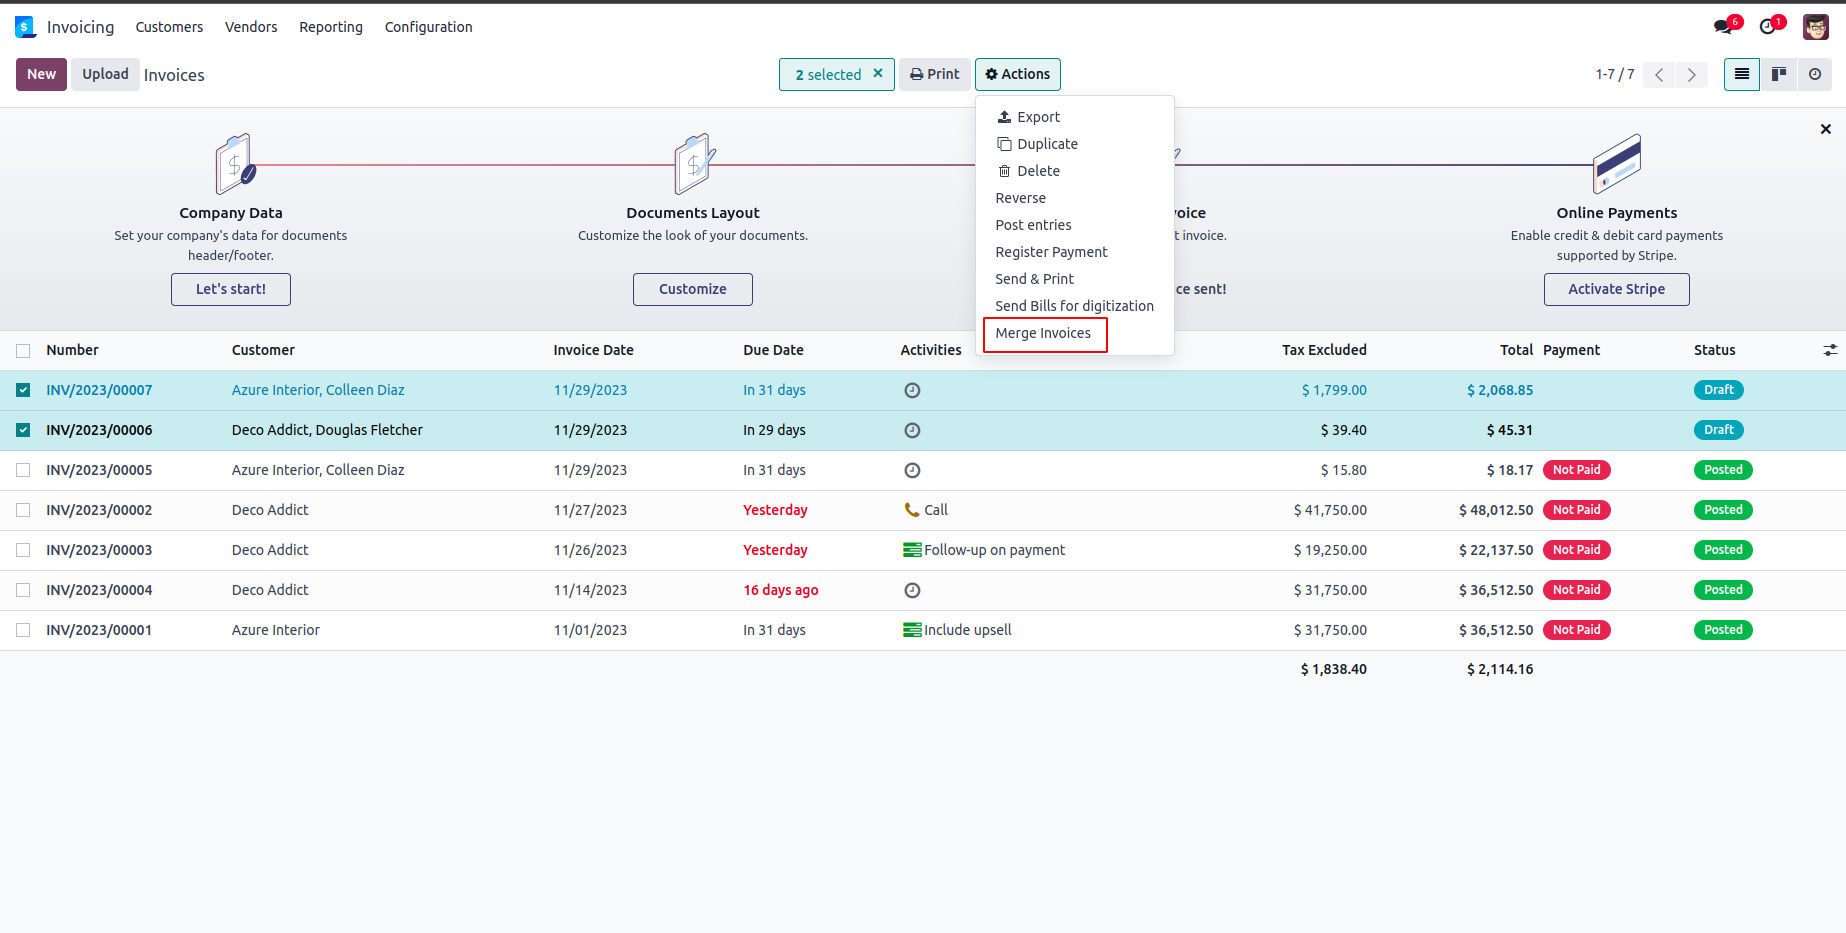 Invoicing Customers Vendors Reporting Configuration 6 1
New Upload Invoices 2 selected Print Actions 1-7 / 7
Export
Duplicate
Delete
Reverse
Post entries
Register Payment
Send & Print
Send Bills for digitization
Merge Invoices
Company Data
Set your company's data for documents
header/footer.
Let's start!
Documents Layout
Customize the look of your documents.
Customize
voice
t invoice.
ce sent!
Online Payments
Enable credit & debit card payments
supported by Stripe.
Activate Stripe
Number Customer Invoice Date Due Date Activities Tax Excluded Total Payment Status
INV/2023/00007 Azure Interior, Colleen Diaz 11/29/2023 In 31 days $ 1,799.00 $ 2,068.85 Draft
INV/2023/00006 Deco Addict, Douglas Fletcher 11/29/2023 In 29 days $ 39.40 $ 45.31 Draft
INV/2023/00005 Azure Interior, Colleen Diaz 11/29/2023 In 31 days $ 15.80 $ 18.17 Not Paid Posted
INV/2023/00002 Deco Addict 11/27/2023 Yesterday Call $ 41,750.00 $ 48,012.50 Not Paid Posted
INV/2023/00003 Deco Addict 11/26/2023 Yesterday Follow-up on payment $ 19,250.00 $ 22,137.50 Not Paid Posted
INV/2023/00004 Deco Addict 11/14/2023 16 days ago $ 31,750.00 $ 36,512.50 Not Paid Posted
INV/2023/00001 Azure Interior 11/01/2023 In 31 days Include upsell $ 31,750.00 $ 36,512.50 Not Paid Posted
$ 1,838.40 $ 2,114.16